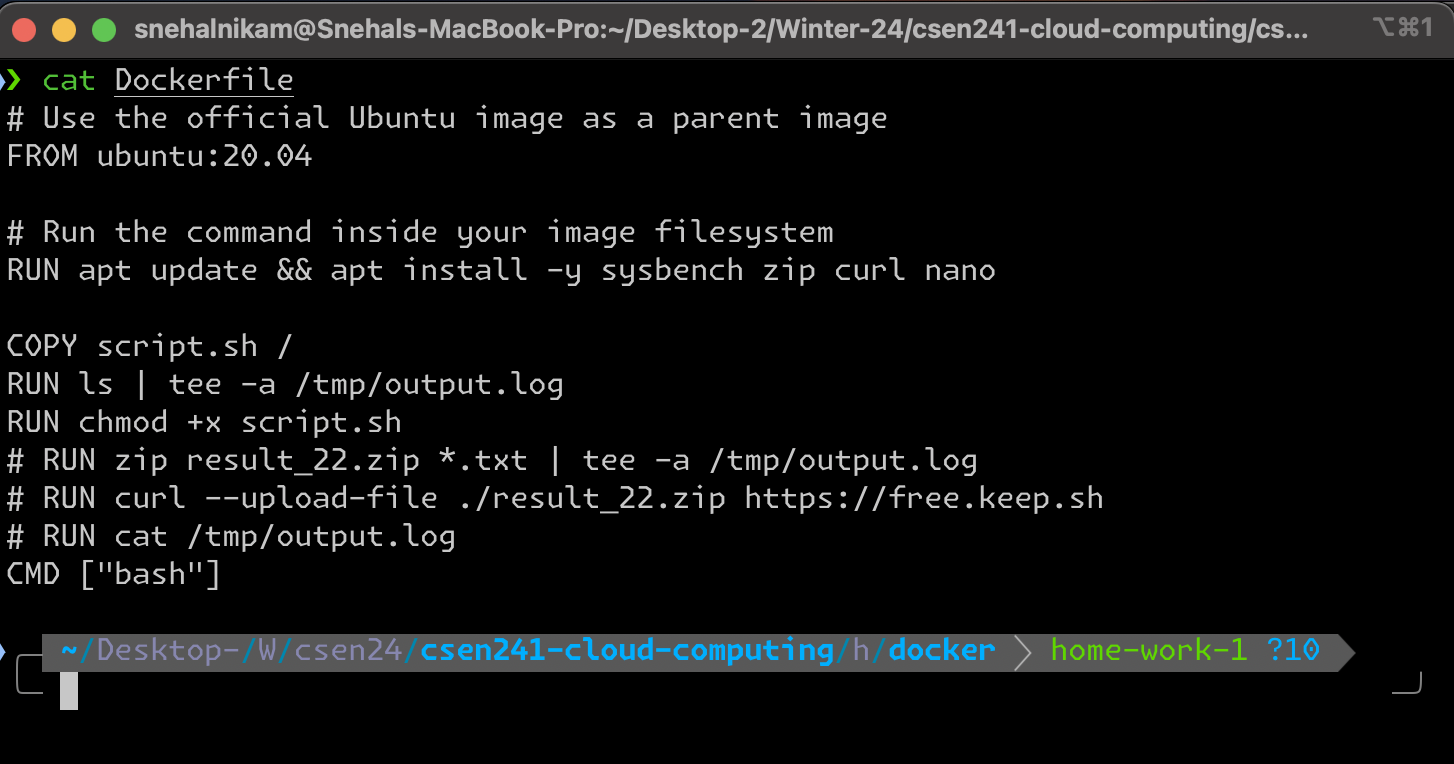 snehalnikam@Snehals-MacBook-Pro:~/Desktop-2/Winter-24/csen241-cloud-computing/cs... ⌥⌘1
❯ cat Dockerfile
# Use the official Ubuntu image as a parent image
FROM ubuntu:20.04
# Run the command inside your image filesystem
RUN apt update && apt install -y sysbench zip curl nano
COPY script.sh /
RUN ls | tee -a /tmp/output.log
RUN chmod +x script.sh
# RUN zip result_22.zip *.txt | tee -a /tmp/output.log
# RUN curl --upload-file ./result_22.zip https://free.keep.sh
# RUN cat /tmp/output.log
CMD ["bash"]
~/Desktop-/W/csen24/csen241-cloud-computing/h/docker home-work-1 ?10